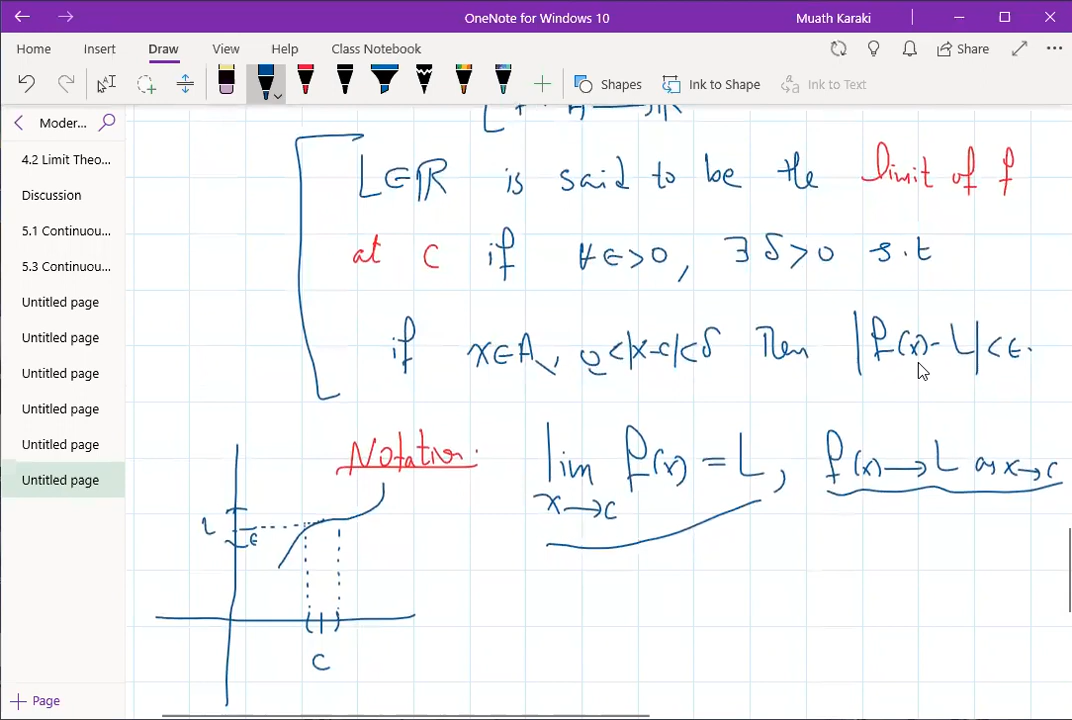 OneNote for Windows 10
Muath Karaki
Home Insert Draw View Help Class Notebook
Share
Shapes
Ink to Shape
Ink to Text
Moder...
4.2 Limit Theo...
Discussion
5.1 Continuou...
5.3 Continuou...
Untitled page
Untitled page
Untitled page
Untitled page
Untitled page
Untitled page
Page
L∈ℝ is said to be the limit of f
at c if ∀ε>0, ∃ δ>0 s.t
if x∈A, 0<|x-c|<δ Then |f(x)-L|<ε.
Notation:
lim f(x) = L, f(x)→L as x→c
x→c
L
ε
c